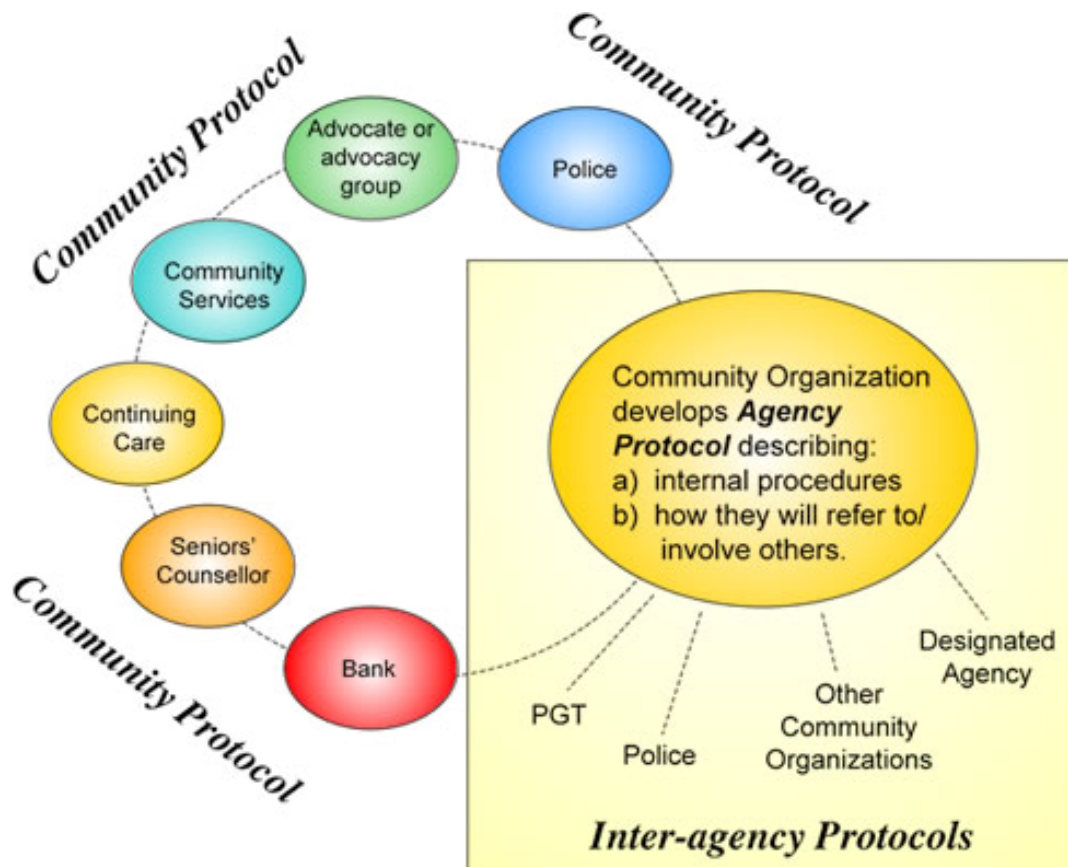 Community Protocol
Community Protocol
Advocate or
advocacy
group
Police
Community
Services
Continuing
Care
Seniors'
Counsellor
Bank
Community Protocol
Community Organization
develops Agency
Protocol describing:
a) internal procedures
b) how they will refer to/
involve others.
PGT
Police
Other
Community
Organizations
Designated
Agency
Inter-agency Protocols